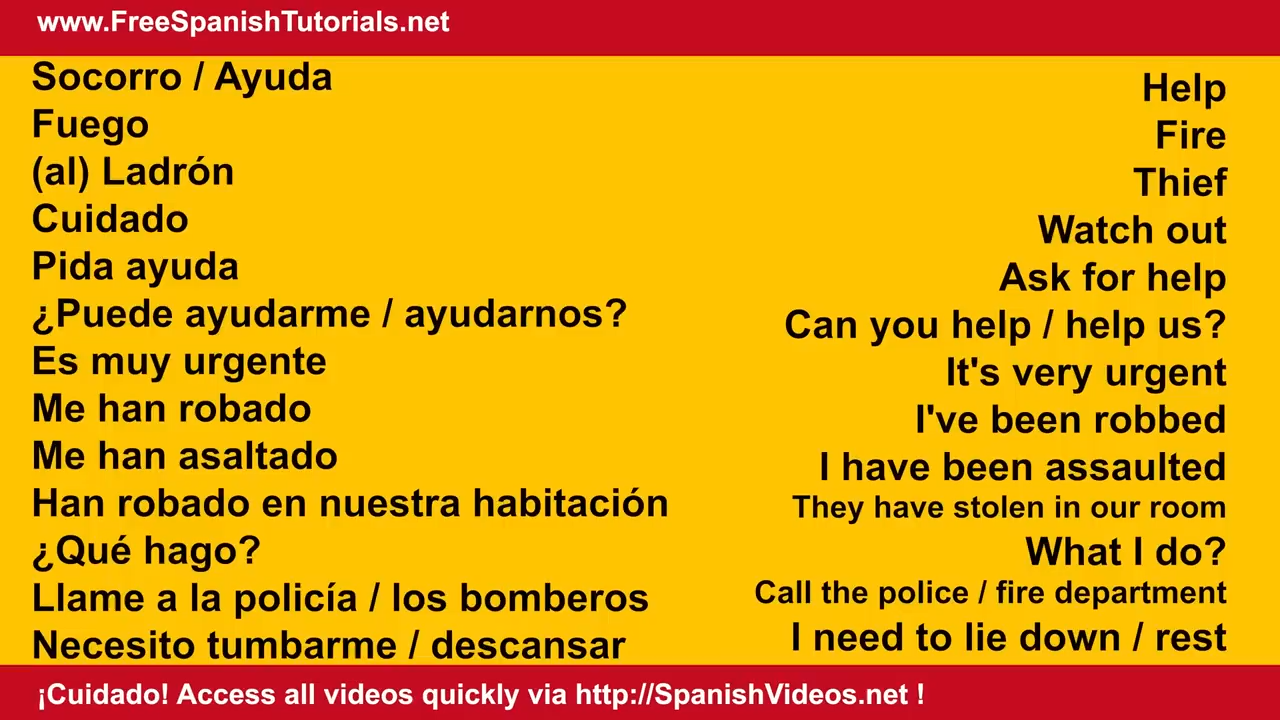 www.FreeSpanishTutorials.net
Socorro / Ayuda
Help
Fuego
Fire
(al) Ladrón
Thief
Cuidado
Watch out
Pida ayuda
Ask for help
¿Puede ayudarme / ayudarnos?
Can you help / help us?
Es muy urgente
It's very urgent
Me han robado
I've been robbed
Me han asaltado
I have been assaulted
Han robado en nuestra habitación
They have stolen in our room
¿Qué hago?
What I do?
Llame a la policía / los bomberos
Call the police / fire department
Necesito tumbarme / descansar
I need to lie down / rest
¡Cuidado! Access all videos quickly via http://SpanishVideos.net !